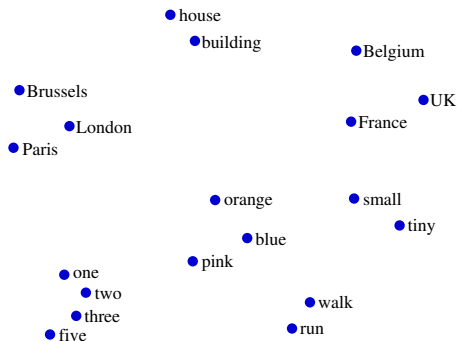 house
building
Belgium
Brussels
UK
London
France
Paris
orange
small
tiny
blue
pink
one
two
walk
three
run
five